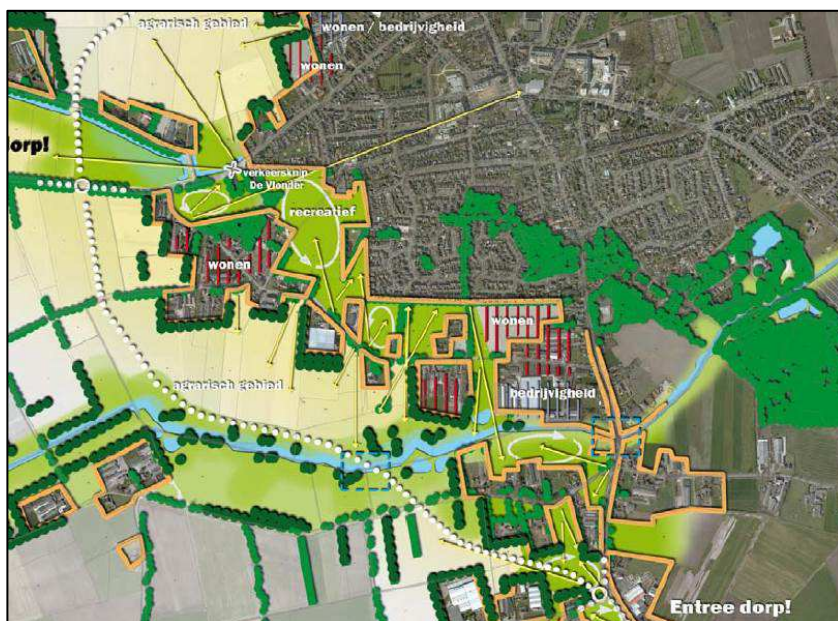 agrarisch gebied
wonen / bedrijvigheid
wonen
dorp!
verkeersknip
De Vlonder
recreatief
wonen
agrarisch gebied
wonen
bedrijvigheid
Entree dorp!